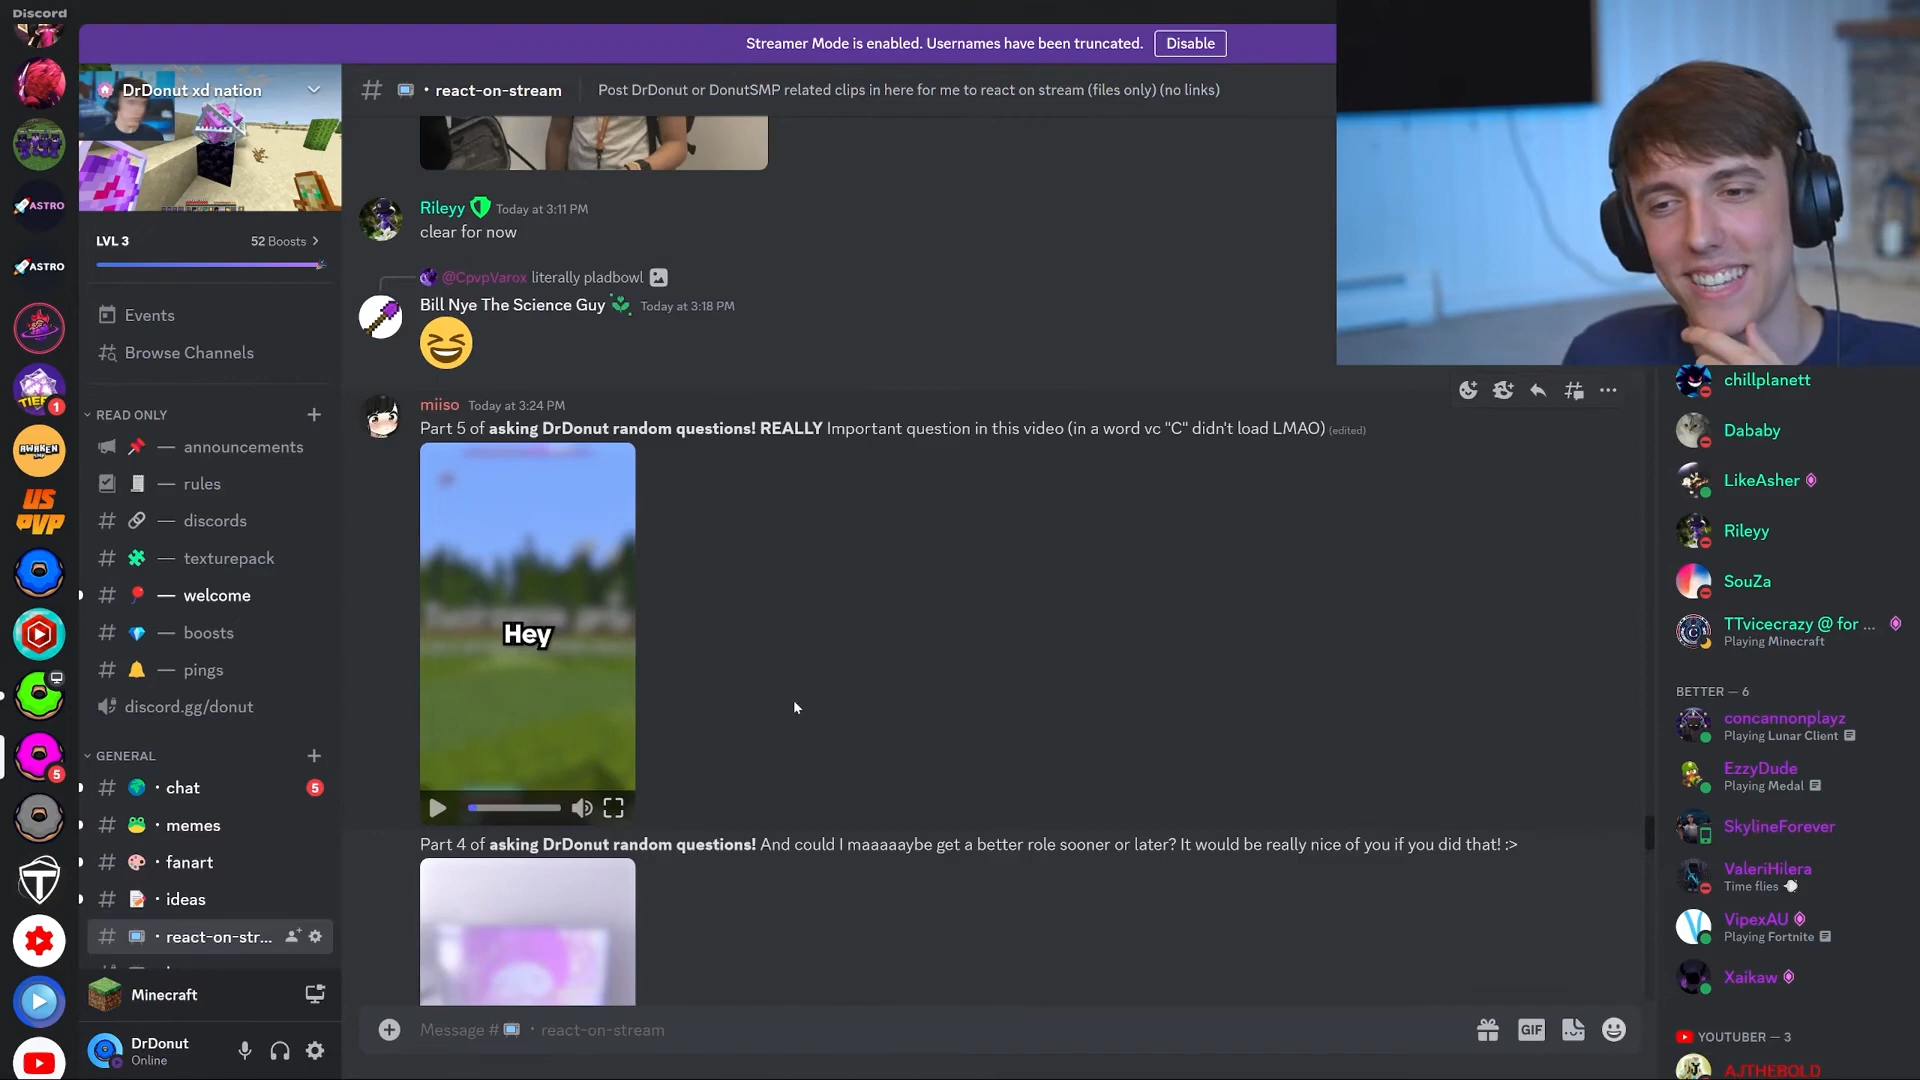 Discord
Streamer Mode is enabled. Usernames have been truncated.
Disable
DrDonut xd nation
LVL 3
52 Boosts
Events
Browse Channels
READ ONLY
— announcements
— rules
— discords
— texturepack
— welcome
— boosts
— pings
discord.gg/donut
GENERAL
· chat
5
· memes
· fanart
· ideas
· react-on-str...
Minecraft
DrDonut
Online
ASTRO
ASTRO
TIER
1
AWAKEN
US
PVP
5
# · react-on-stream
Post DrDonut or DonutSMP related clips in here for me to react on stream (files only) (no links)
Rileyy Today at 3:11 PM
clear for now
@CpvpVarox literally pladbowl
Bill Nye The Science Guy Today at 3:18 PM
miiso Today at 3:24 PM
Part 5 of asking DrDonut random questions! REALLY Important question in this video (in a word vc "C" didn't load LMAO) (edited)
Hey
Part 4 of asking DrDonut random questions! And could I maaaaaybe get a better role sooner or later? It would be really nice of you if you did that! :>
Message # · react-on-stream
GIF
chillplanett
Dababy
LikeAsher
Rileyy
SouZa
TTvicecrazy @ for ...
Playing Minecraft
BETTER — 6
concannonplayz
Playing Lunar Client
EzzyDude
Playing Medal
SkylineForever
ValeriHilera
Time flies
VipexAU
Playing Fortnite
Xaikaw
YOUTUBER — 3
AJTHEBOLD